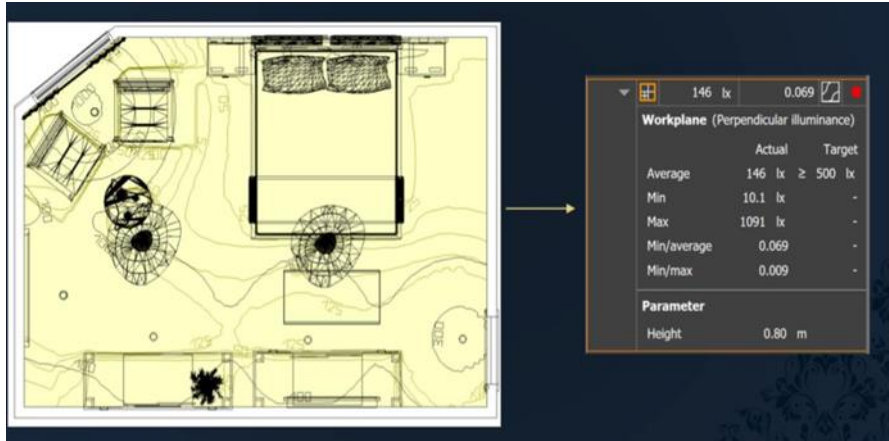 146 lx 0.069
Workplane (Perpendicular illuminance)
Actual Target
Average 146 lx ≥ 500 lx
Min 10.1 lx -
Max 1091 lx -
Min/average 0.069 -
Min/max 0.009 -
Parameter
Height 0.80 m
300